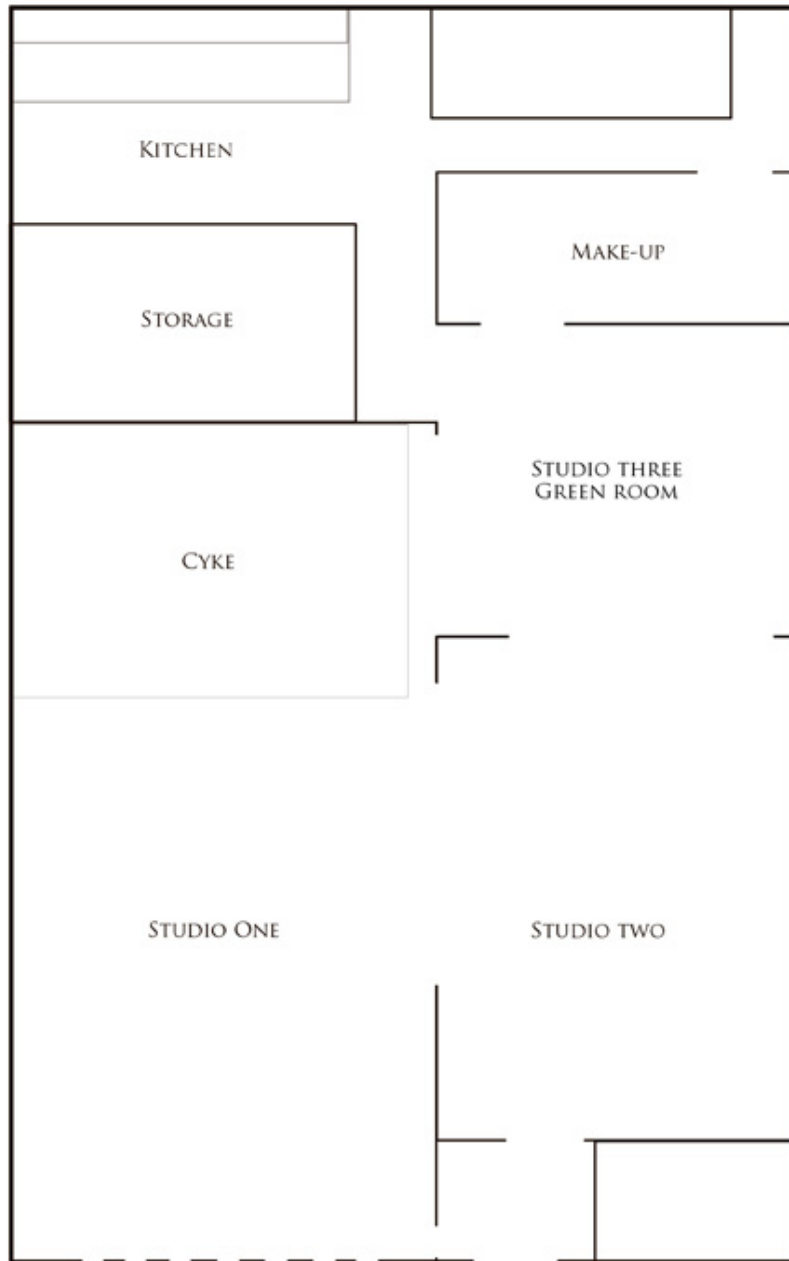 Kitchen
Make-up
Storage
Studio three
Green room
Cyke
Studio One
Studio two